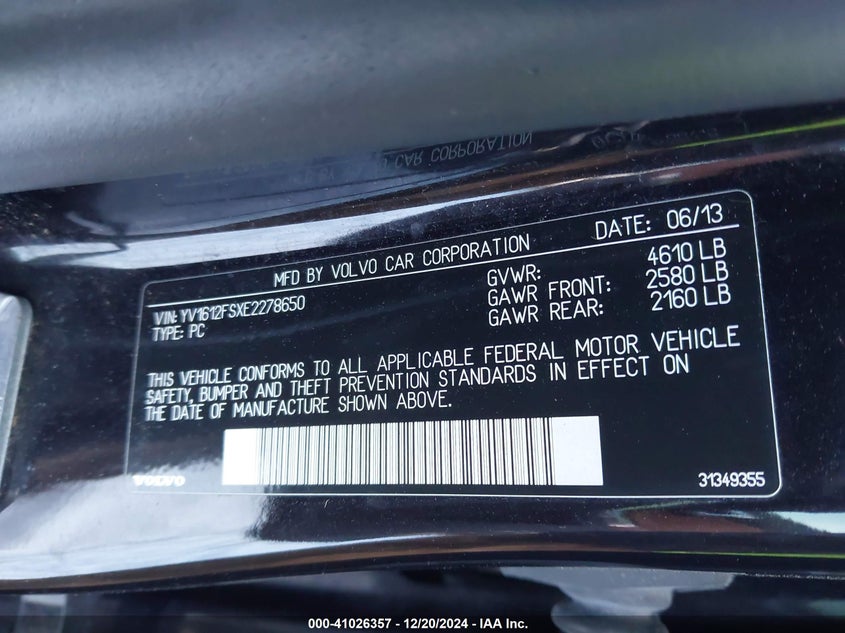 MFD BY VOLVO CAR CORPORATION DATE: 06/13
VIN: YV1612FSXE2278650
TYPE: PC
GVWR: 4610 LB
GAWR FRONT: 2580 LB
GAWR REAR: 2160 LB
THIS VEHICLE CONFORMS TO ALL APPLICABLE FEDERAL MOTOR VEHICLE
SAFETY, BUMPER AND THEFT PREVENTION STANDARDS IN EFFECT ON
THE DATE OF MANUFACTURE SHOWN ABOVE.
VOLVO
31349355
000-41026357 - 12/20/2024 - IAA Inc.